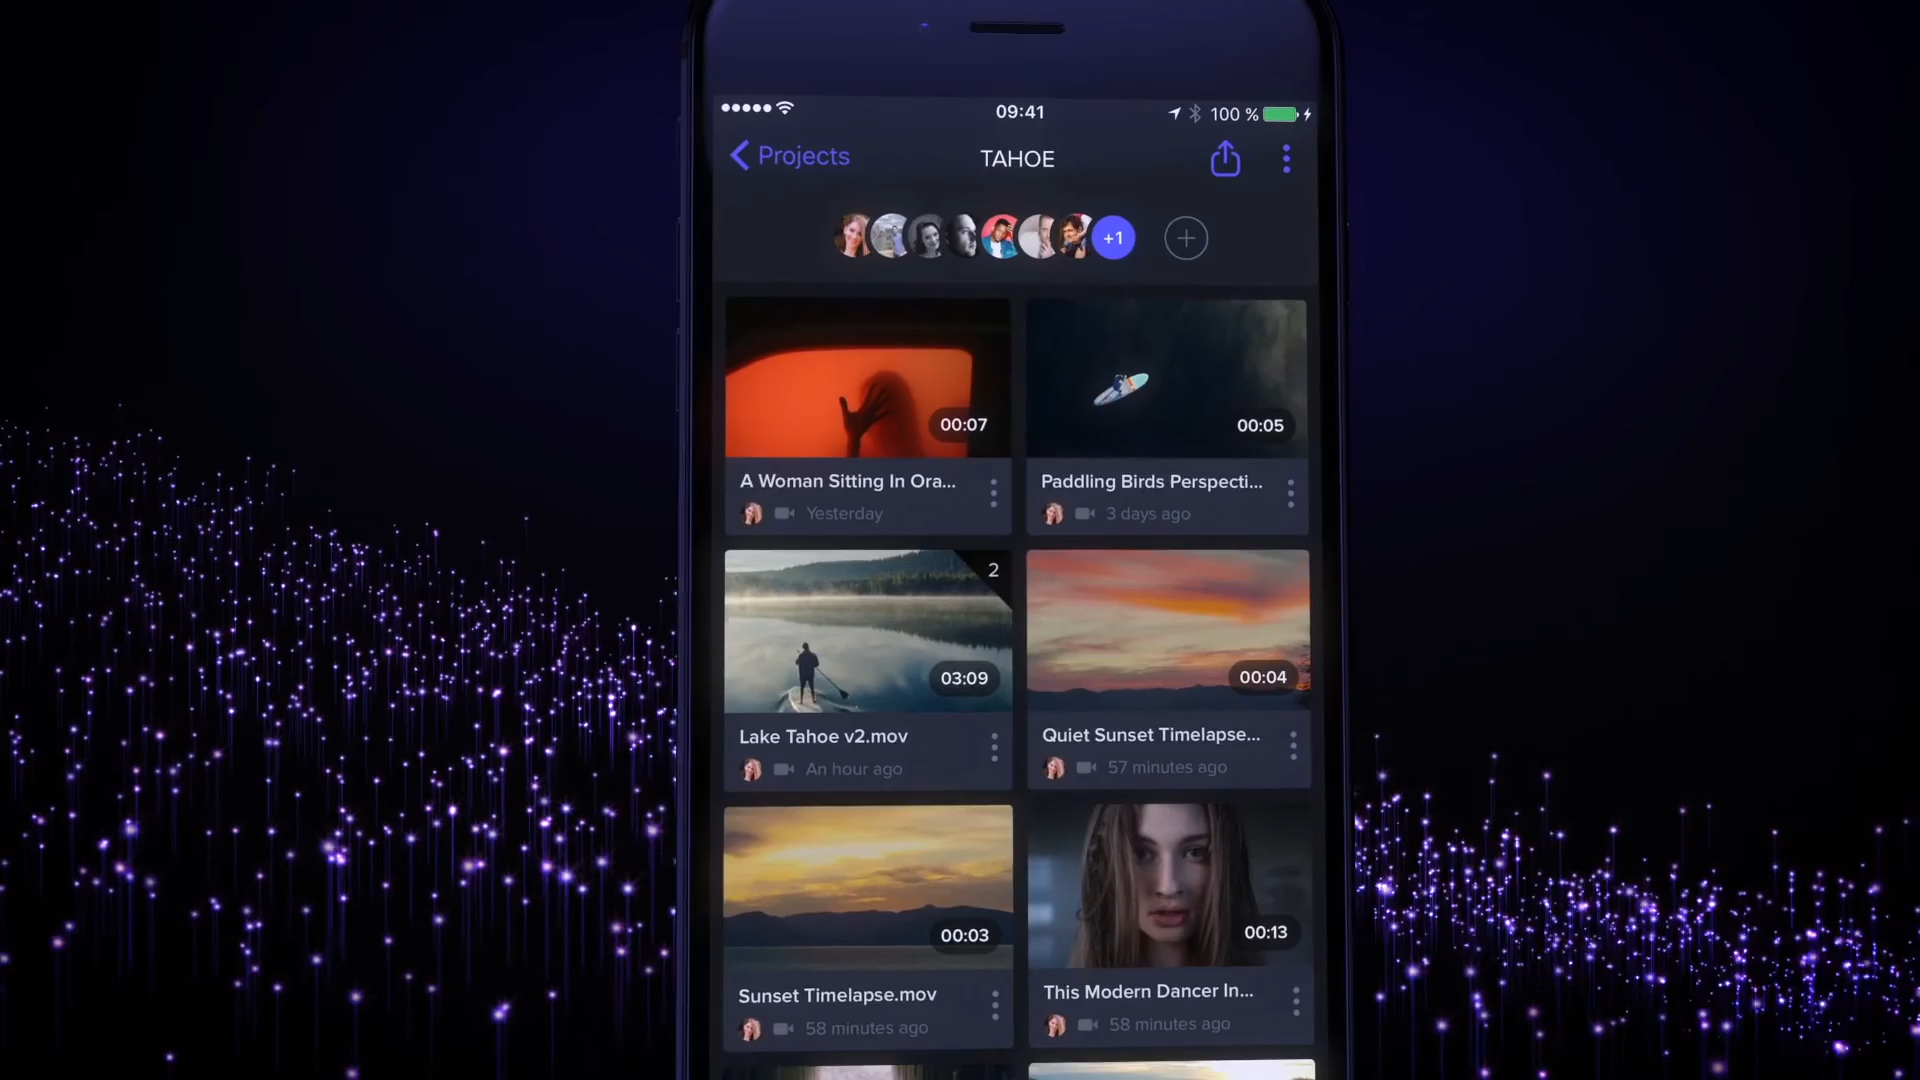 09:41
100 %
Projects
TAHOE
+1
00:07
00:05
A Woman Sitting In Ora...
Paddling Birds Perspecti...
Yesterday
3 days ago
2
03:09
00:04
Lake Tahoe v2.mov
Quiet Sunset Timelapse...
An hour ago
57 minutes ago
00:03
00:13
Sunset Timelapse.mov
This Modern Dancer In...
58 minutes ago
58 minutes ago